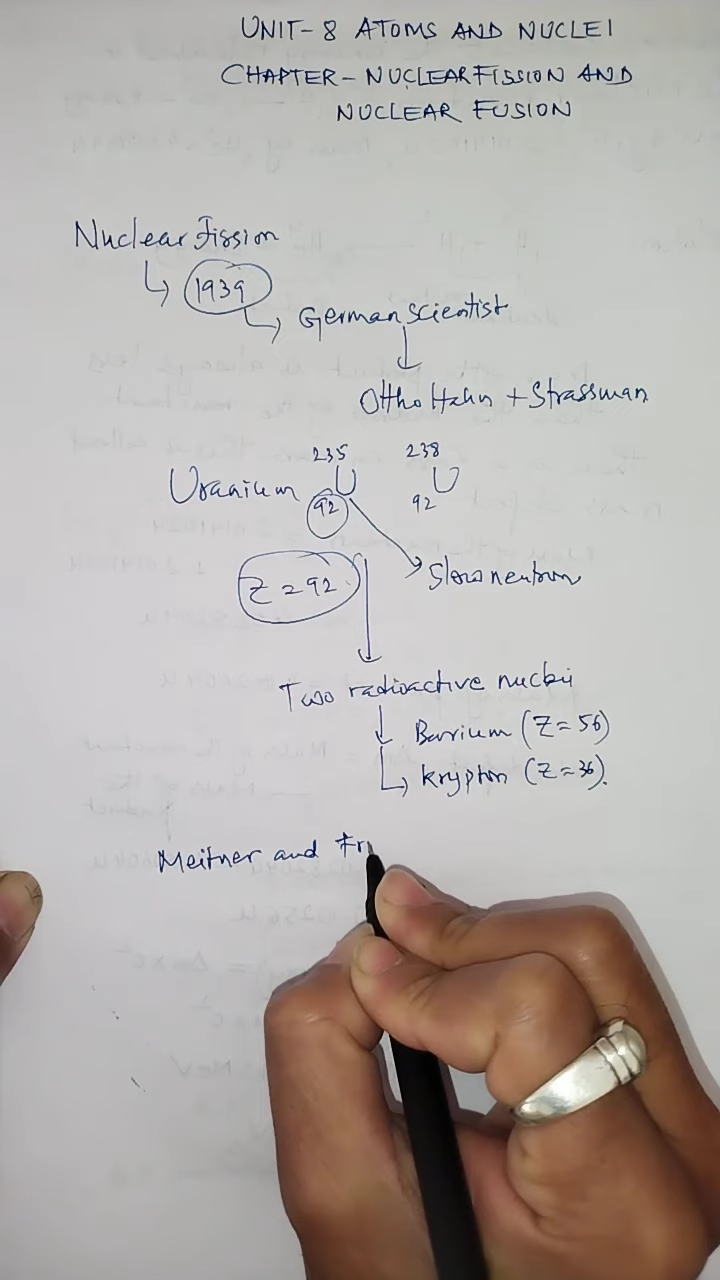 UNIT-8 ATOMS AND NUCLEI
CHAPTER-NUCLEAR FISSION AND
NUCLEAR FUSION
Nuclear Fission
↳ 1939
↳ German scientist
Ottho Hahn + Strassman
Uranium 235 U 92 238 U 92
Z = 92
Slow neutron
Two radioactive nuclei
Barrium (Z=56)
↳ Krypton (Z=36).
Meitner and Fr